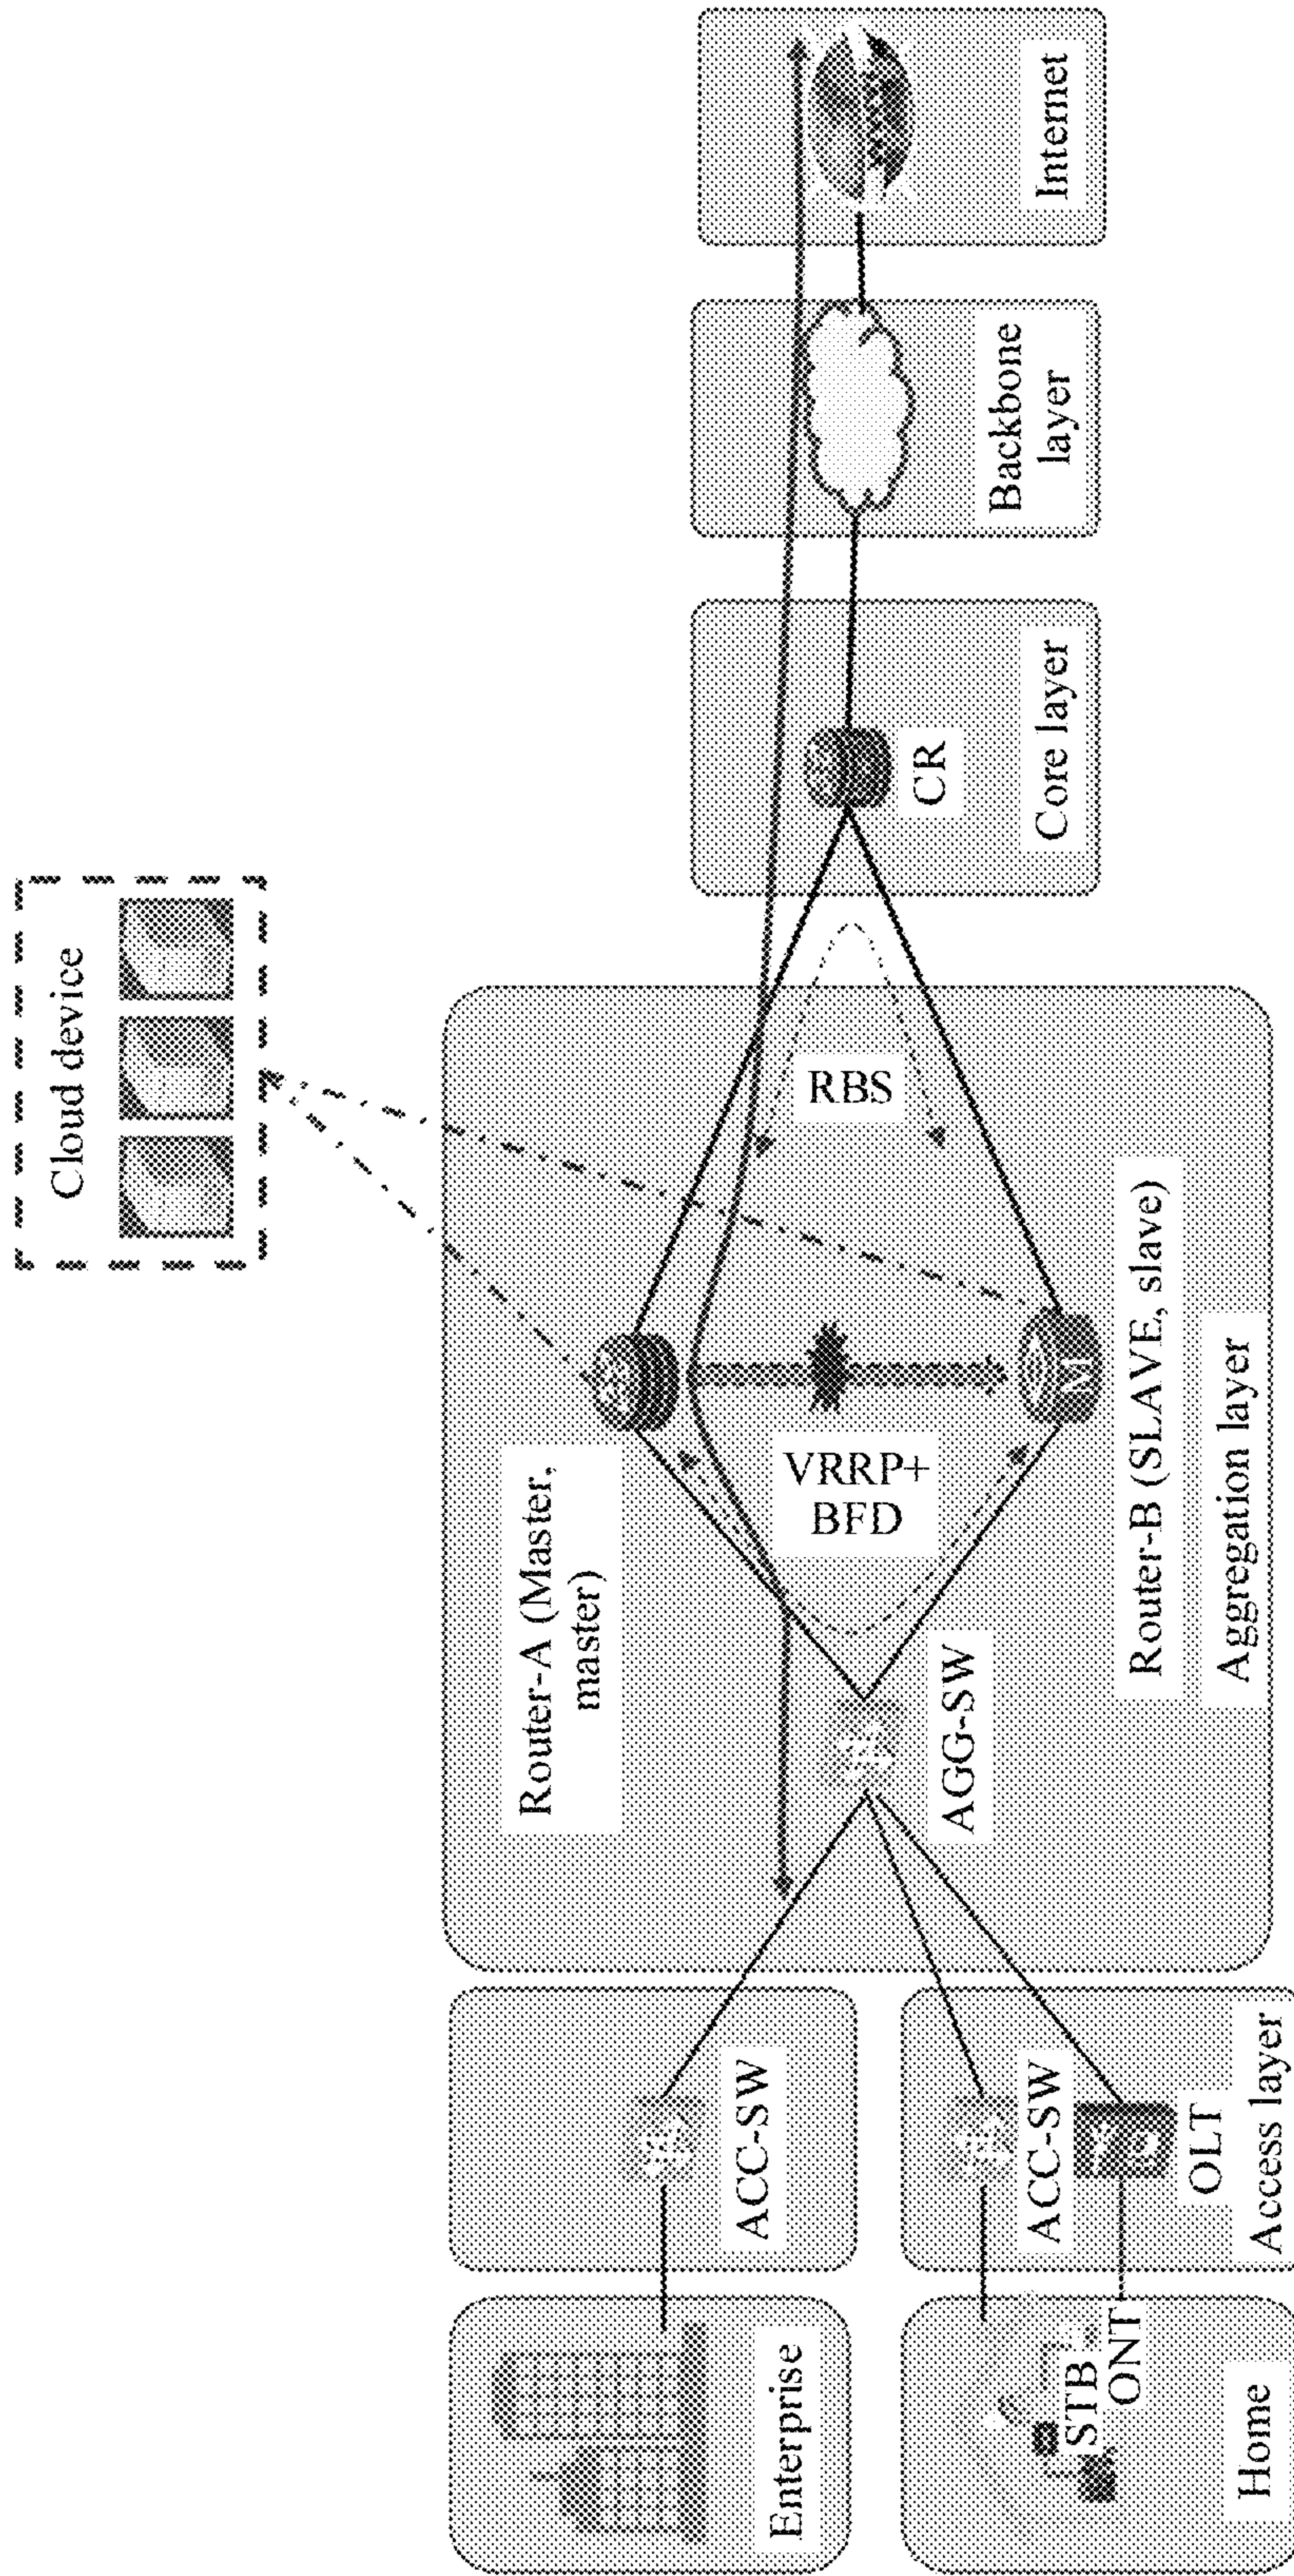 Cloud device
Router-A (Master,
master)
VRRP+
BFD
RBS
AGG-SW
Router-B (SLAVE, slave)
Aggregation layer
Enterprise
ACC-SW
STB
ONT
Home
ACC-SW
OLT
Access layer
CR
Core layer
Backbone
layer
Internet
M